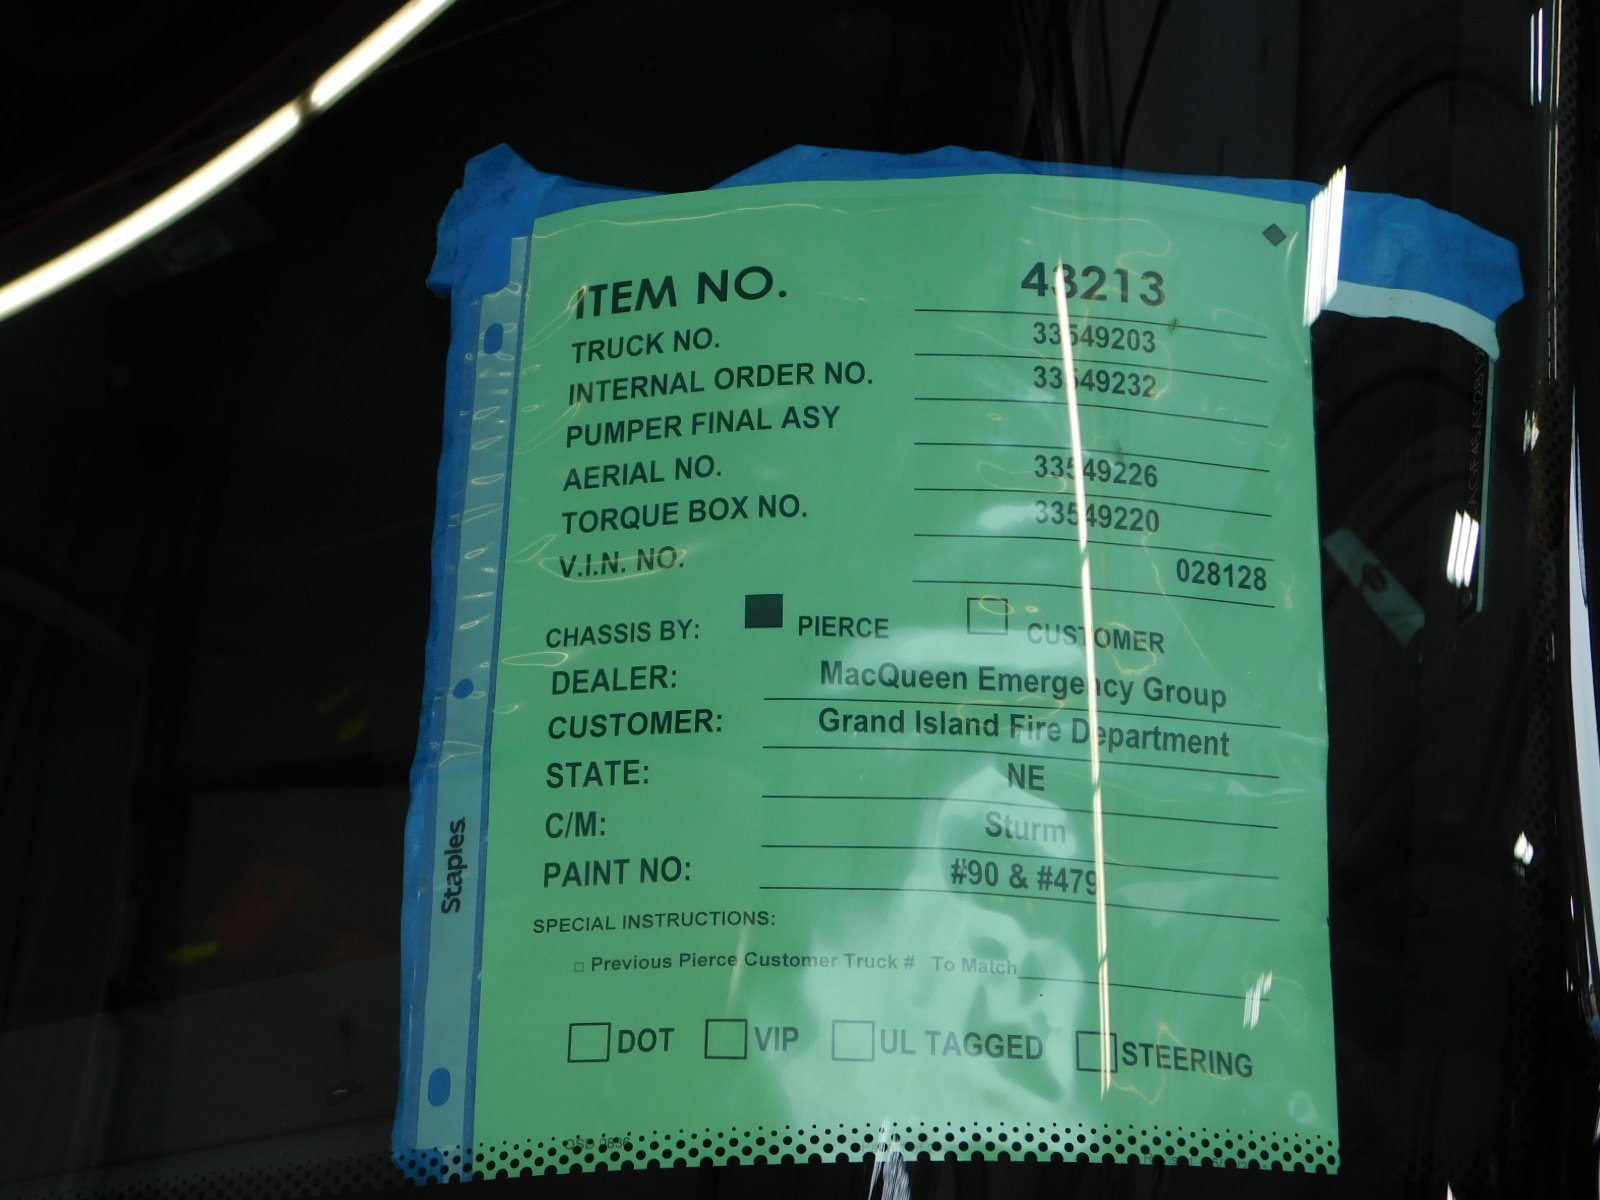 ITEM NO. 43213
TRUCK NO. 33549203
INTERNAL ORDER NO. 33549232
PUMPER FINAL ASY
AERIAL NO. 33549226
TORQUE BOX NO. 33549220
V.I.N. NO. 028128
CHASSIS BY: PIERCE CUSTOMER
DEALER: MacQueen Emergency Group
CUSTOMER: Grand Island Fire Department
STATE: NE
C/M: Sturm
PAINT NO: #90 & #479
SPECIAL INSTRUCTIONS:
Previous Pierce Customer Truck # To Match
DOT VIP UL TAGGED STEERING
Staples